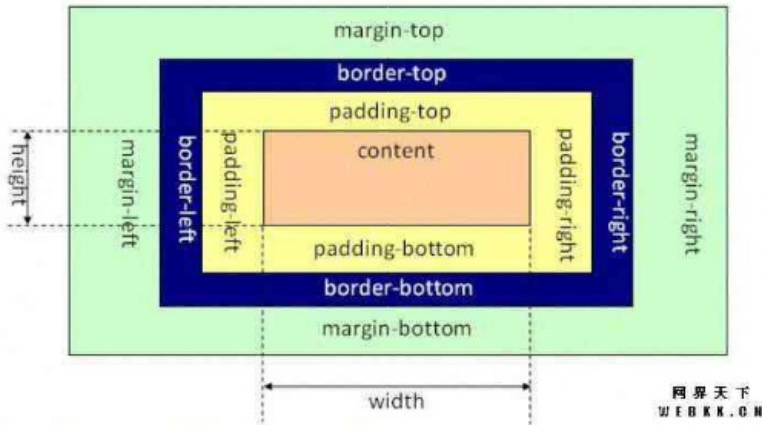 margin-top
border-top
padding-top
content
height
margin-left
border-left
padding-left
padding-right
border-right
margin-right
padding-bottom
border-bottom
margin-bottom
width
网界天下
WEBKK.CN